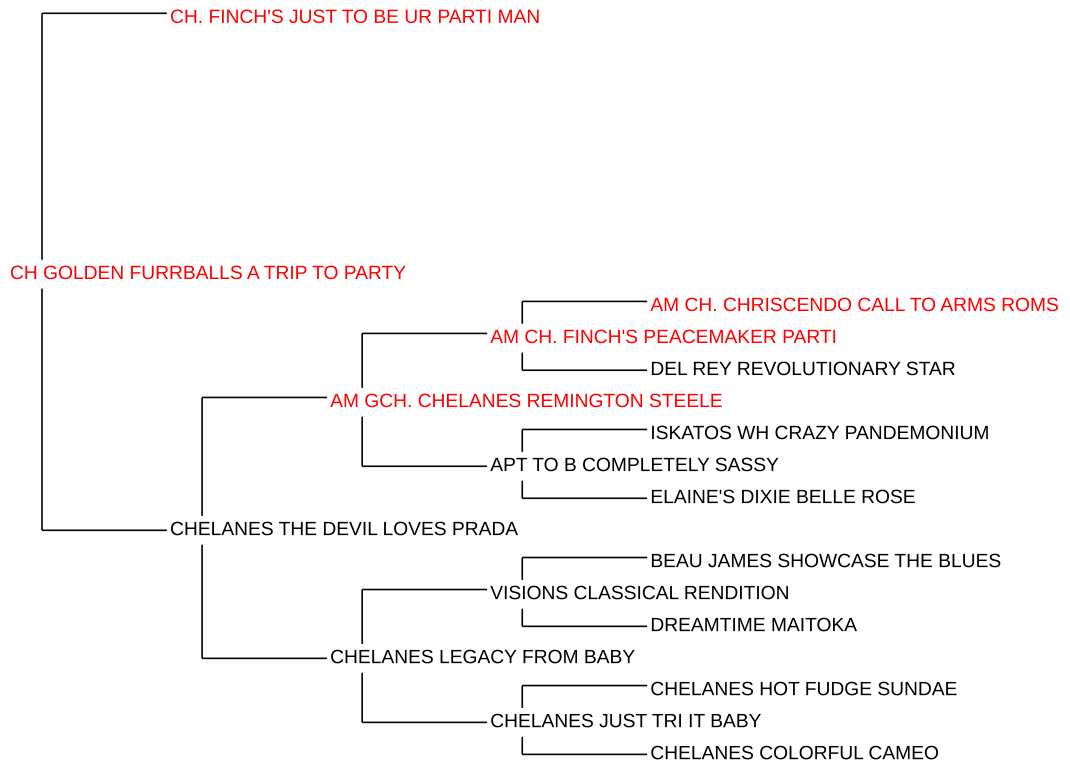 CH. FINCH'S JUST TO BE UR PARTI MAN
CH GOLDEN FURRBALLS A TRIP TO PARTY
AM CH. CHRISCENDO CALL TO ARMS ROMS
AM CH. FINCH'S PEACEMAKER PARTI
DEL REY REVOLUTIONARY STAR
AM GCH. CHELANES REMINGTON STEELE
ISKATOS WH CRAZY PANDEMONIUM
APT TO B COMPLETELY SASSY
ELAINE'S DIXIE BELLE ROSE
CHELANES THE DEVIL LOVES PRADA
BEAU JAMES SHOWCASE THE BLUES
VISIONS CLASSICAL RENDITION
DREAMTIME MAITOKA
CHELANES LEGACY FROM BABY
CHELANES HOT FUDGE SUNDAE
CHELANES JUST TRI IT BABY
CHELANES COLORFUL CAMEO